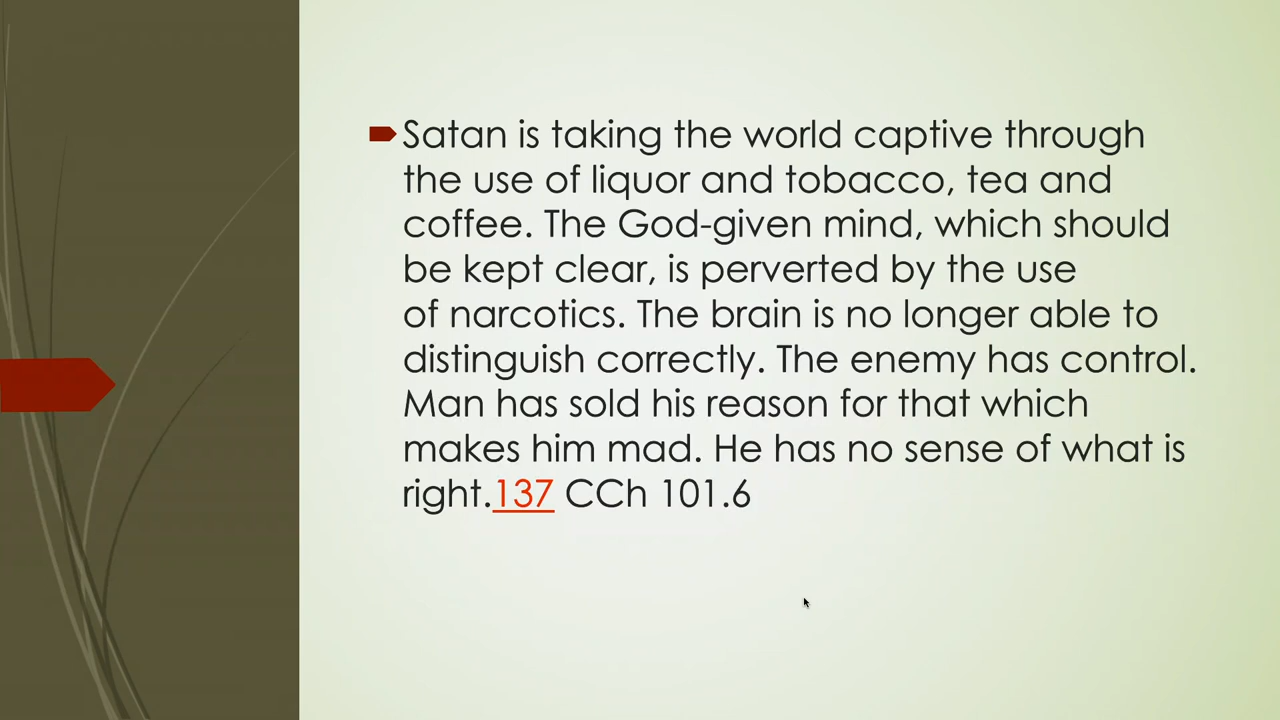 Satan is taking the world captive through
the use of liquor and tobacco, tea and
coffee. The God-given mind, which should
be kept clear, is perverted by the use
of narcotics. The brain is no longer able to
distinguish correctly. The enemy has control.
Man has sold his reason for that which
makes him mad. He has no sense of what is
right.137 CCh 101.6